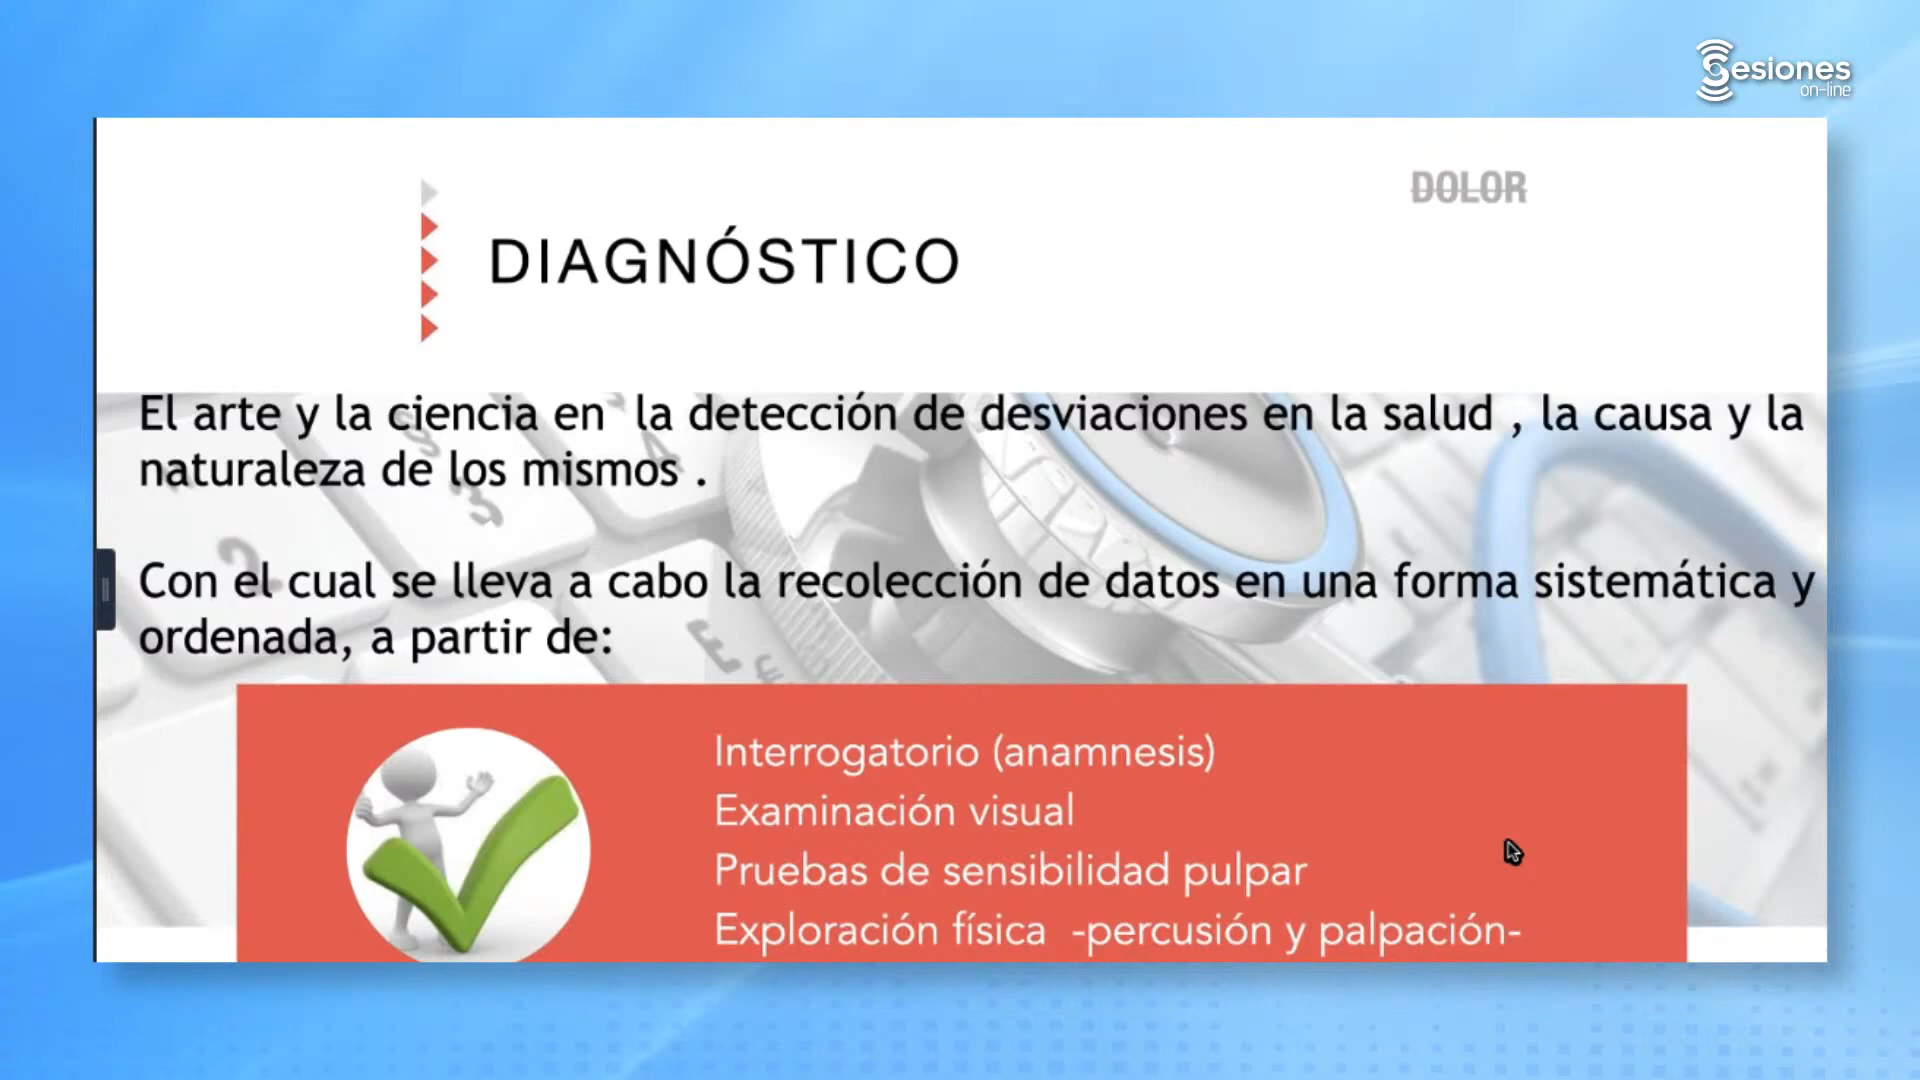 Sesiones
on-line
DOLOR
DIAGNÓSTICO
El arte y la ciencia en la detección de desviaciones en la salud , la causa y la
naturaleza de los mismos .
Con el cual se lleva a cabo la recolección de datos en una forma sistemática y
ordenada, a partir de:
Interrogatorio (anamnesis)
Examinación visual
Pruebas de sensibilidad pulpar
Exploración física -percusión y palpación-